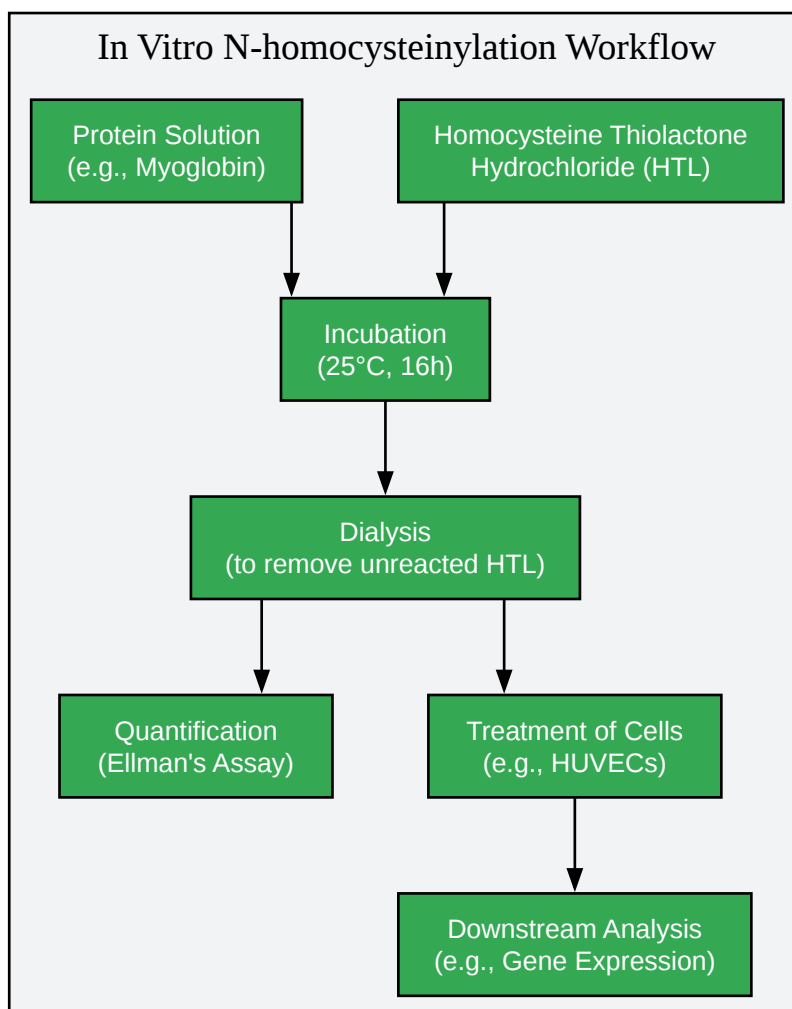 In Vitro N-homocysteinylation Workflow
Protein Solution
(e.g., Myoglobin)
Homocysteine Thiolactone
Hydrochloride (HTL)
Incubation
(25°C, 16h)
Dialysis
(to remove unreacted HTL)
Quantification
(Ellman's Assay)
Treatment of Cells
(e.g., HUVECs)
Downstream Analysis
(e.g., Gene Expression)